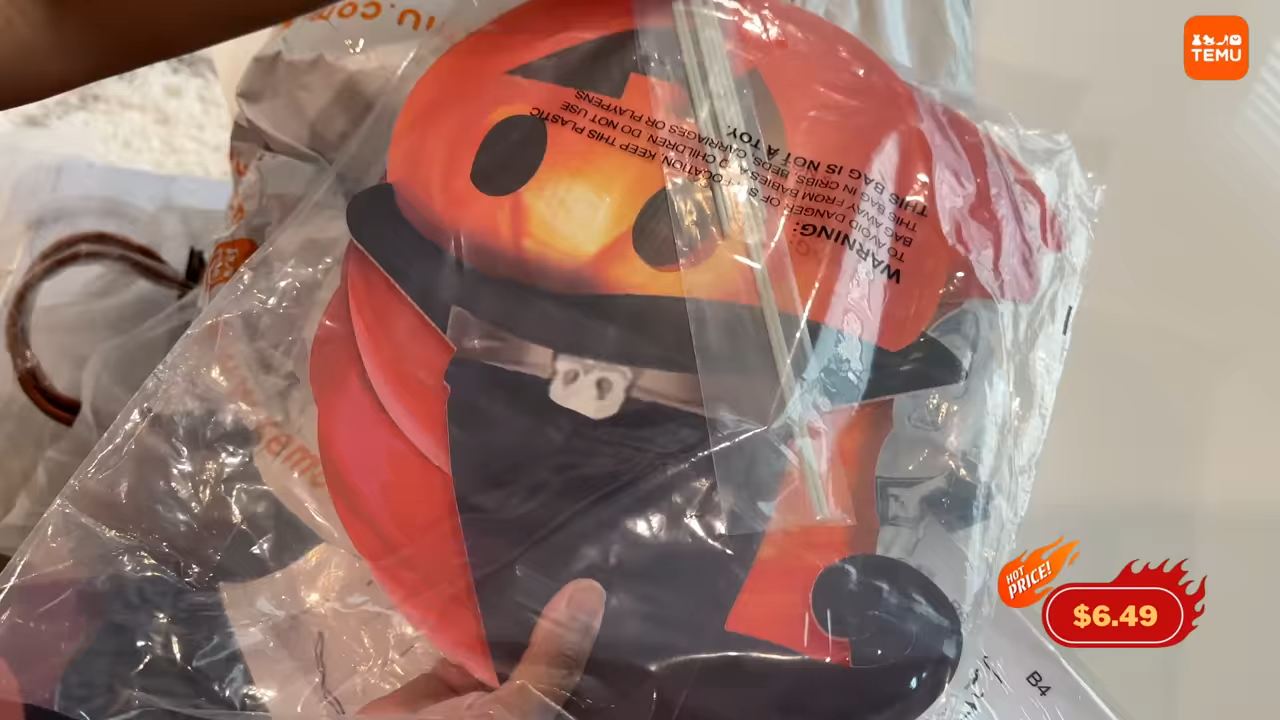 TEMU
WARNING:
TO AVOID DANGER OF SUFFOCATION, KEEP THIS PLASTIC
BAG AWAY FROM BABIES AND CHILDREN. DO NOT USE
THIS BAG IN CRIBS, BEDS, CARRIAGES OR PLAYPENS.
THIS BAG IS NOT A TOY.
HOT
PRICE!
$6.49
B4